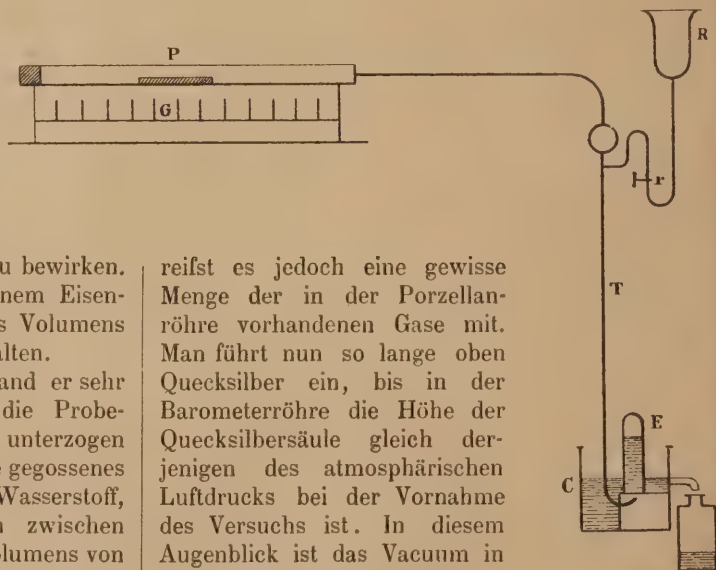 P
R
G
r
T
E
C
u bewirken.
nem Eisen-
s Volumens
alten.
and er sehr
die Probe-
unterzogen
e gegossenes
Wasserstoff,
n zwischen
olumens von
reifst es jedoch eine gewisse
Menge der in der Porzellan-
röhre vorhandenen Gase mit.
Man führt nun so lange oben
Quecksilber ein, bis in der
Barometerröhre die Höhe der
Quecksilbersäule gleich der-
jenigen des atmosphärischen
Luftdrucks bei der Vornahme
des Versuchs ist. In diesem
Augenblick ist das Vacuum in